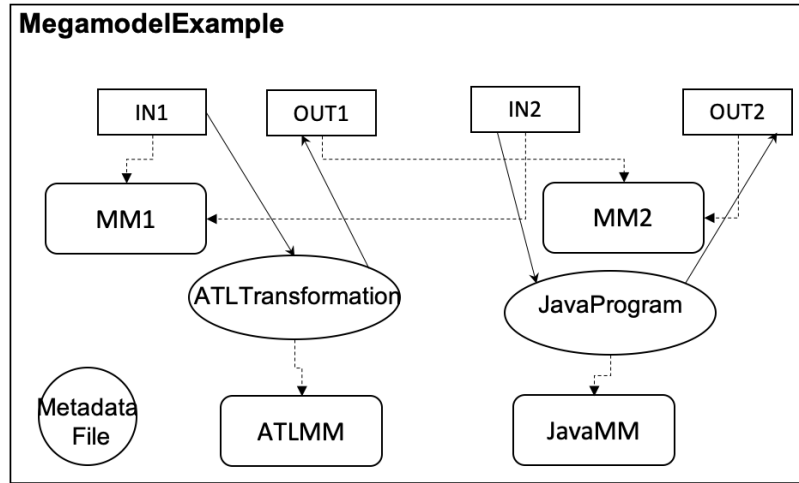 MegamodelExample
IN1
OUT1
IN2
OUT2
MM1
MM2
ATLTransformation
JavaProgram
Metadata
File
ATLMM
JavaMM